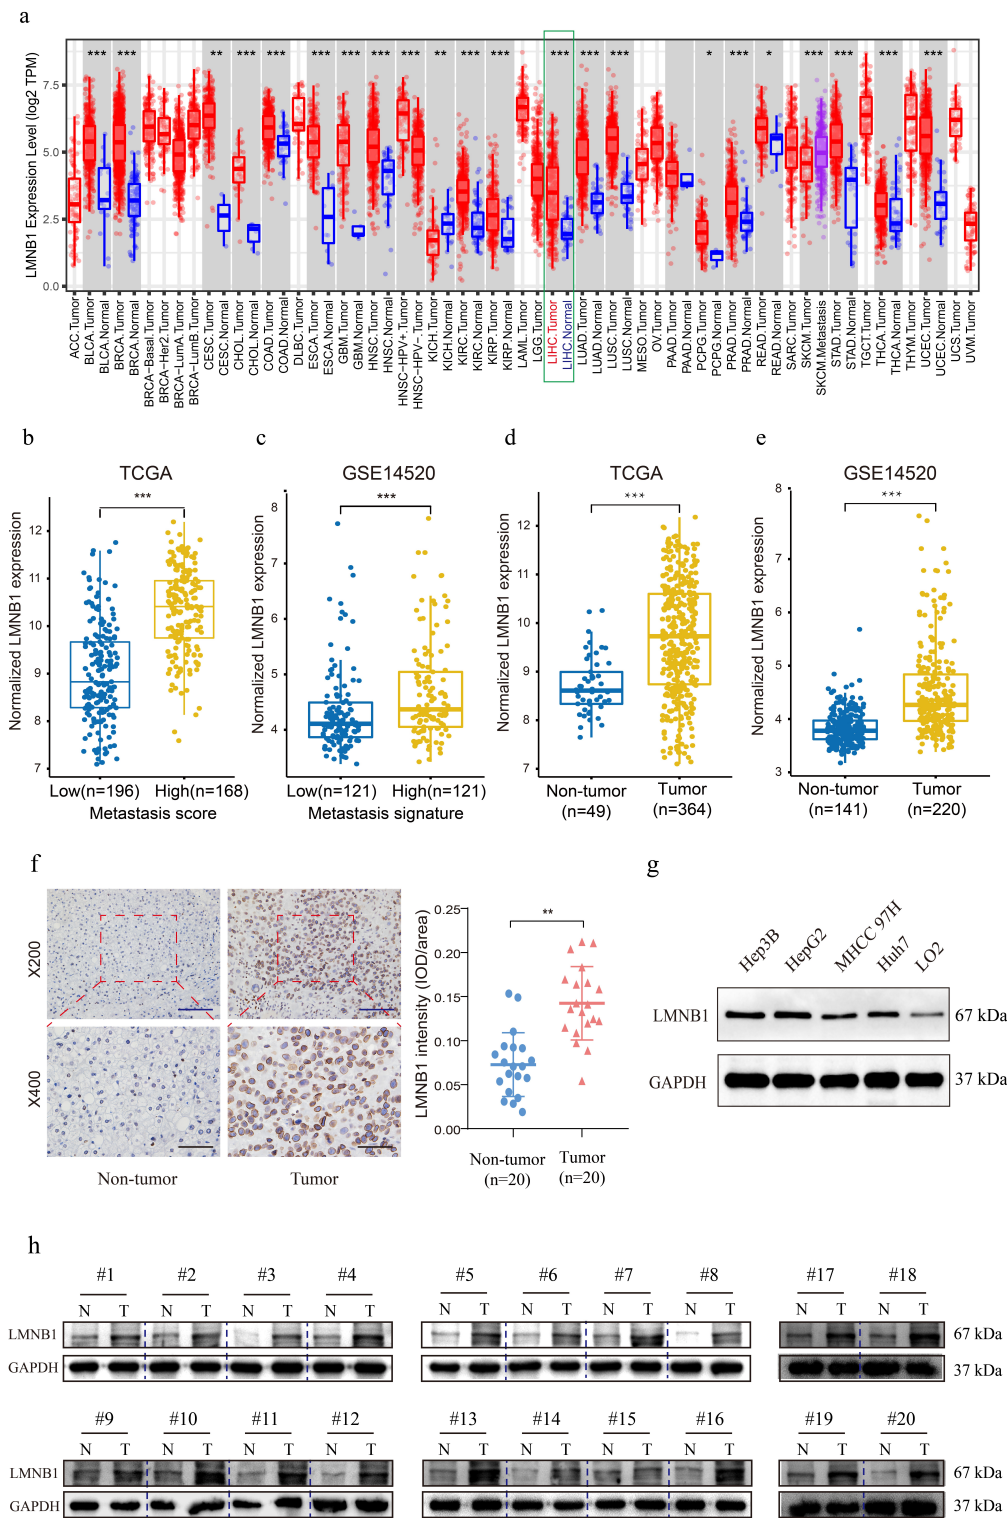 a
LMNB1 Expression Level (log2 TPM)
7.5
5.0
2.5
0.0
*** *** ** *** *** *** *** *** *** ** *** *** *** *** *** * *** * *** *** *** ***
ACC.Tumor
BLCA.Tumor
BLCA.Normal
BRCA.Tumor
BRCA.Normal
BRCA-Basal.Tumor
BRCA-Her2.Tumor
BRCA-LumA.Tumor
BRCA-LumB.Tumor
CESC.Tumor
CESC.Normal
CHOL.Tumor
CHOL.Normal
COAD.Tumor
COAD.Normal
DLBC.Tumor
ESCA.Tumor
ESCA.Normal
GBM.Tumor
GBM.Normal
HNSC.Tumor
HNSC.Normal
HNSC-HPV+.Tumor
HNSC-HPV-.Tumor
KICH.Tumor
KICH.Normal
KIRC.Tumor
KIRC.Normal
KIRP.Tumor
KIRP.Normal
LAML.Tumor
LGG.Tumor
LIHC.Tumor
LIHC.Normal
LUAD.Tumor
LUAD.Normal
LUSC.Tumor
LUSC.Normal
MESO.Tumor
OV.Tumor
PAAD.Tumor
PAAD.Normal
PCPG.Tumor
PCPG.Normal
PRAD.Tumor
PRAD.Normal
READ.Tumor
READ.Normal
SARC.Tumor
SKCM.Tumor
SKCM.Metastasis
STAD.Tumor
STAD.Normal
TGCT.Tumor
THCA.Tumor
THCA.Normal
THYM.Tumor
UCEC.Tumor
UCEC.Normal
UCS.Tumor
UVM.Tumor
b
TCGA
***
Normalized LMNB1 expression
12
11
10
9
8
7
Low(n=196) High(n=168)
Metastasis score
c
GSE14520
***
Normalized LMNB1 expression
8
7
6
5
4
Low(n=121) High(n=121)
Metastasis signature
d
TCGA
***
Normalized LMNB1 expression
12
11
10
9
8
7
Non-tumor Tumor
(n=49) (n=364)
e
GSE14520
***
Normalized LMNB1 expression
8
7
6
5
4
3
Non-tumor Tumor
(n=141) (n=220)
f
X200
X400
Non-tumor Tumor
LMNB1 intensity (IOD/area)
0.25
0.20
0.15
0.10
0.05
0.00
**
Non-tumor Tumor
(n=20) (n=20)
g
Hep3B HepG2 MHCC 97H Huh7 LO2
LMNB1 67 kDa
GAPDH 37 kDa
h
#1 #2 #3 #4 #5 #6 #7 #8 #17 #18
N T N T N T N T N T N T N T N T N T N T
LMNB1 67 kDa
GAPDH 37 kDa
#9 #10 #11 #12 #13 #14 #15 #16 #19 #20
N T N T N T N T N T N T N T N T N T N T
LMNB1 67 kDa
GAPDH 37 kDa